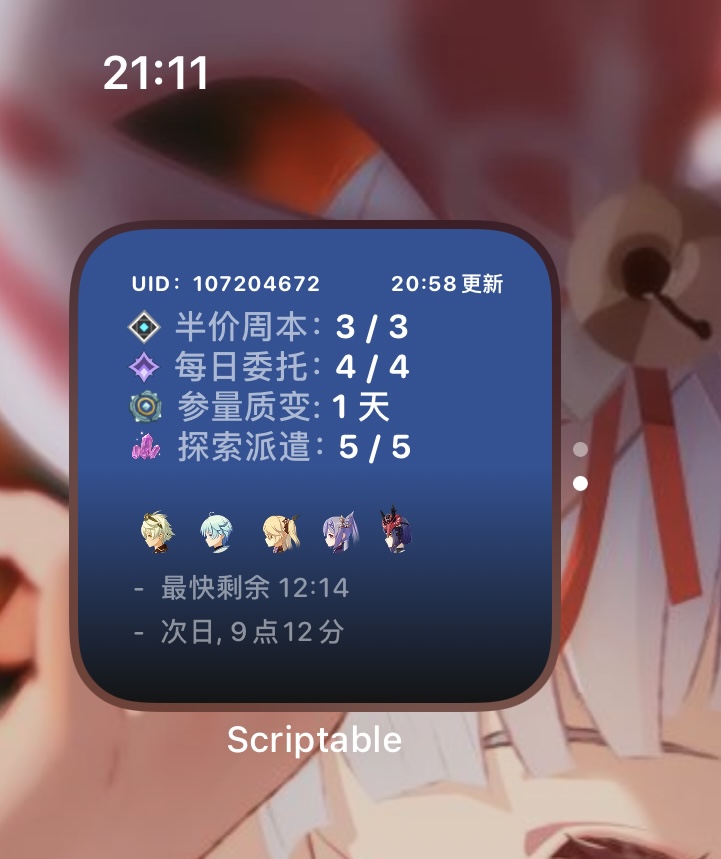 21:11
UID: 107204672 20:58更新
半价周本: 3 / 3
每日委托: 4 / 4
参量质变: 1 天
探索派遣: 5 / 5
- 最快剩余 12:14
- 次日, 9点12分
Scriptable